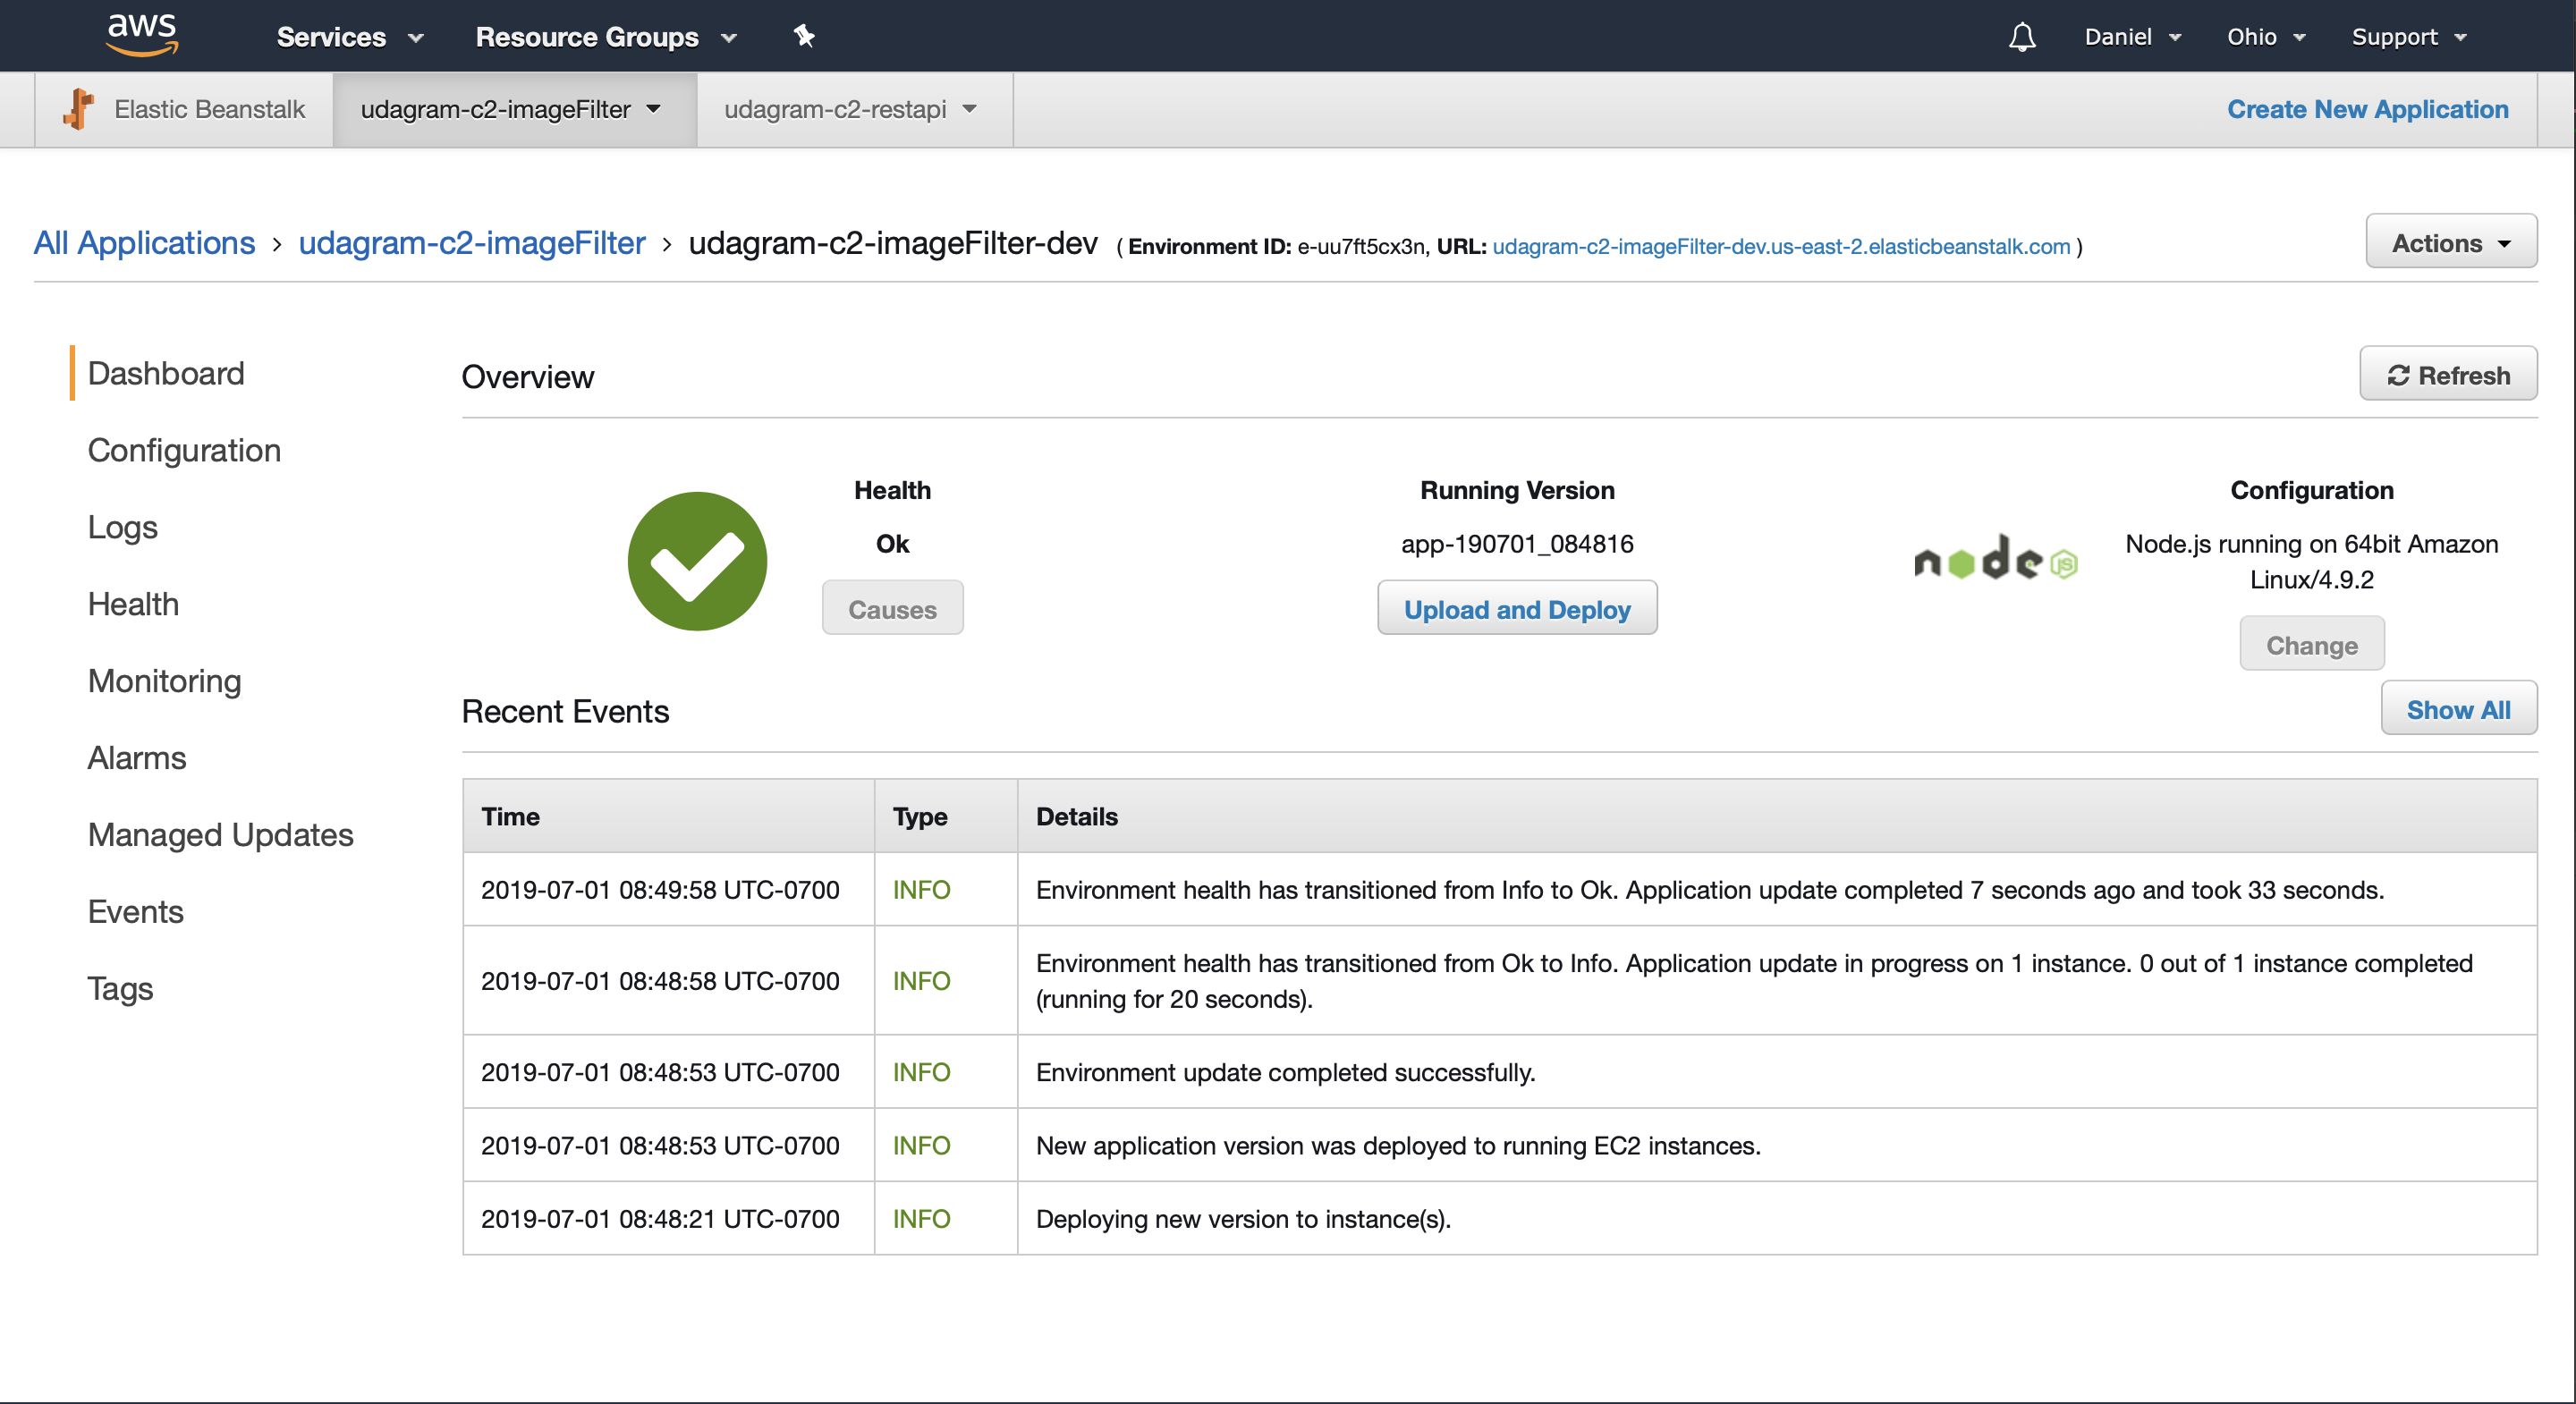 aws Services Resource Groups Daniel Ohio Support
Elastic Beanstalk udagram-c2-imageFilter udagram-c2-restapi Create New Application
All Applications › udagram-c2-imageFilter › udagram-c2-imageFilter-dev ( Environment ID: e-uu7ft5cx3n, URL: udagram-c2-imageFilter-dev.us-east-2.elasticbeanstalk.com ) Actions
Dashboard
Configuration
Logs
Health
Monitoring
Alarms
Managed Updates
Events
Tags
Overview Refresh
Health
Ok
Causes
Running Version
app-190701_084816
Upload and Deploy
node JS
Configuration
Node.js running on 64bit Amazon
Linux/4.9.2
Change
Recent Events Show All
Time Type Details
2019-07-01 08:49:58 UTC-0700 INFO Environment health has transitioned from Info to Ok. Application update completed 7 seconds ago and took 33 seconds.
2019-07-01 08:48:58 UTC-0700 INFO Environment health has transitioned from Ok to Info. Application update in progress on 1 instance. 0 out of 1 instance completed
(running for 20 seconds).
2019-07-01 08:48:53 UTC-0700 INFO Environment update completed successfully.
2019-07-01 08:48:53 UTC-0700 INFO New application version was deployed to running EC2 instances.
2019-07-01 08:48:21 UTC-0700 INFO Deploying new version to instance(s).